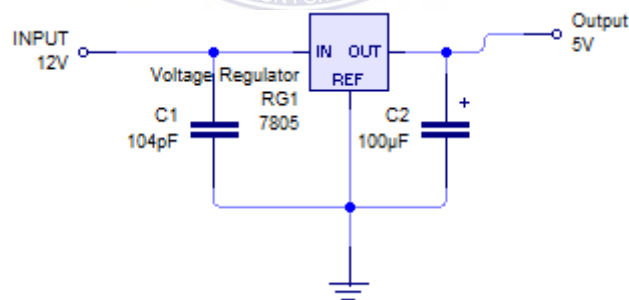 INPUT
12V
Voltage Regulator
RG1
7805
IN OUT
REF
C1
104pF
C2
100µF
+
Output
5V